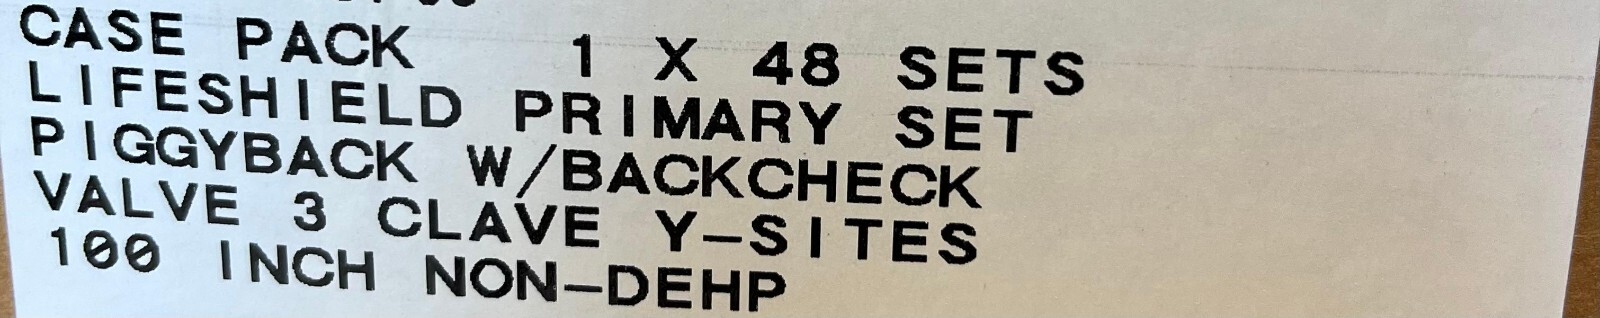 CASE PACK 1 X 48 SETS
LIFESHIELD PRIMARY SET
PIGGYBACK W/BACKCHECK
VALVE 3 CLAVE Y-SITES
100 INCH NON-DEHP